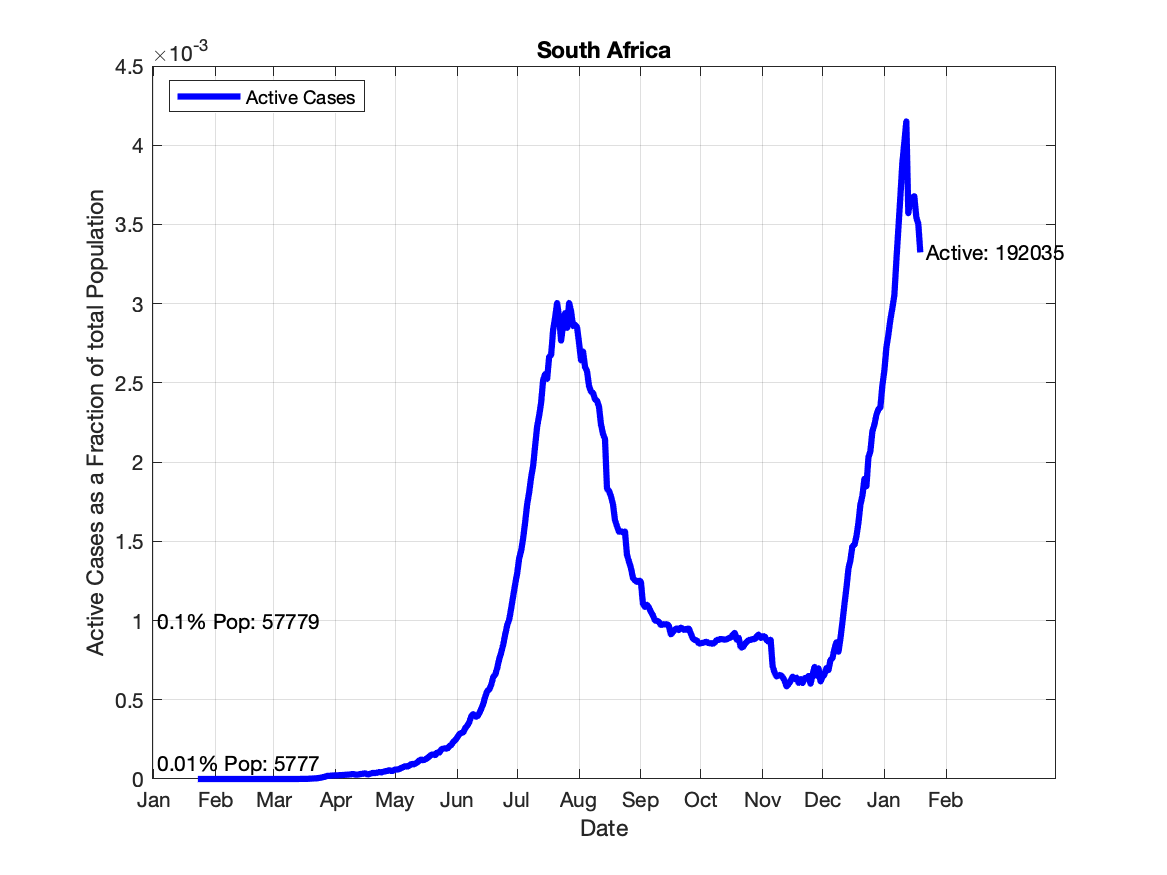 South Africa
×10-3
4.5
4
3.5
3
2.5
2
1.5
1
0.5
0
Active Cases
Active: 192035
0.1% Pop: 57779
0.01% Pop: 5777
Active Cases as a Fraction of total Population
Jan Feb Mar Apr May Jun Jul Aug Sep Oct Nov Dec Jan Feb
Date